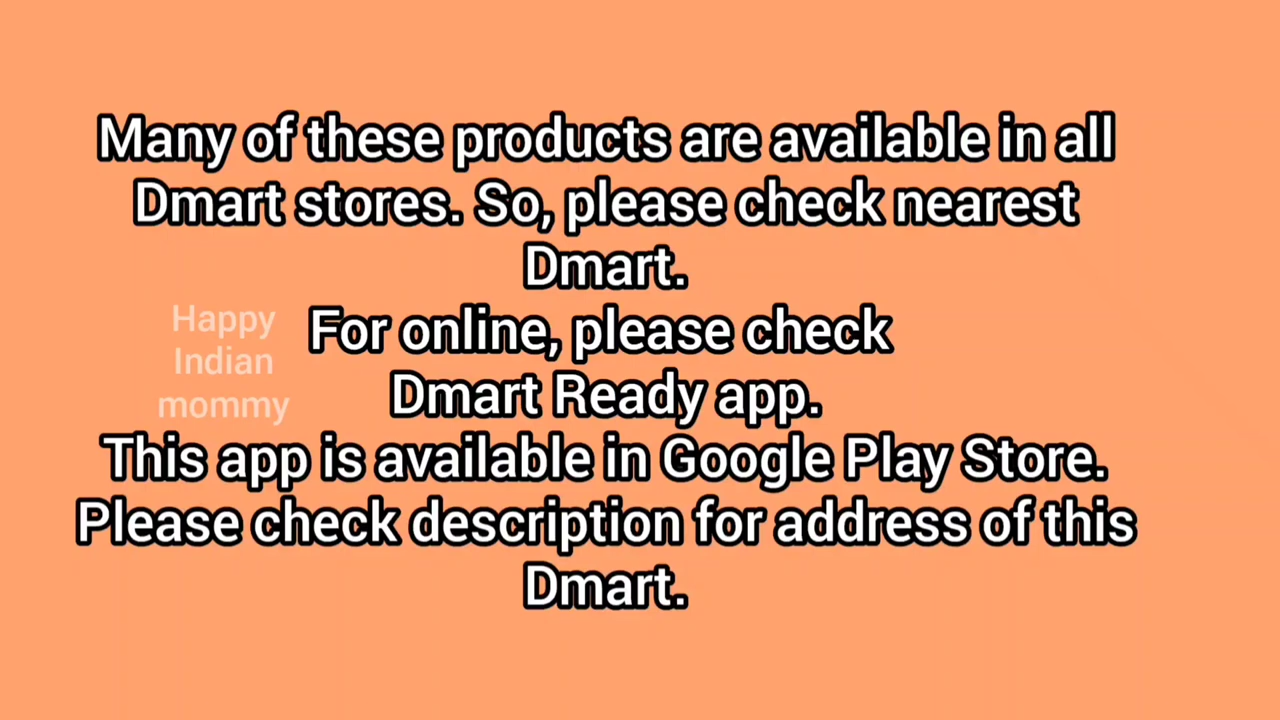 Many of these products are available in all
Dmart stores. So, please check nearest
Dmart.
For online, please check
Dmart Ready app.
This app is available in Google Play Store.
Please check description for address of this
Dmart.
Happy
Indian
mommy